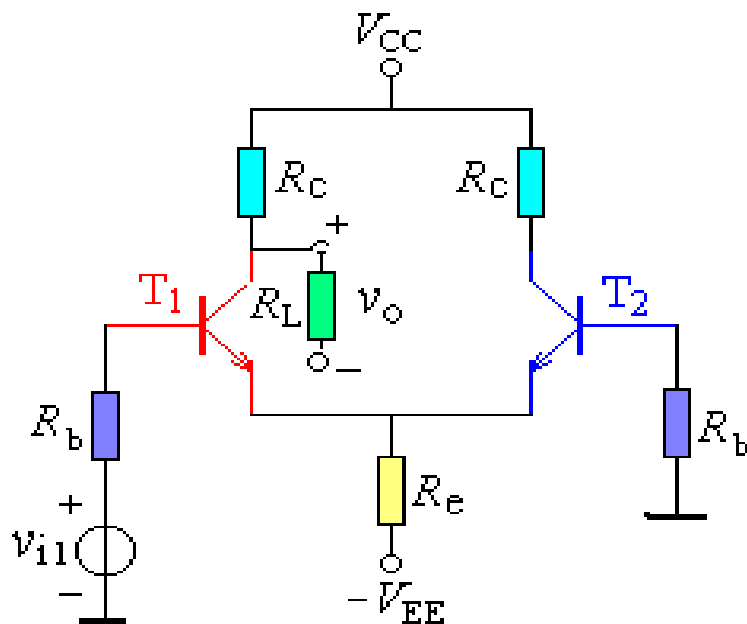 VCC
RC RC
+
T1 RL vo T2
−
Rb Rb
Re
+
vi1
−
−VEE